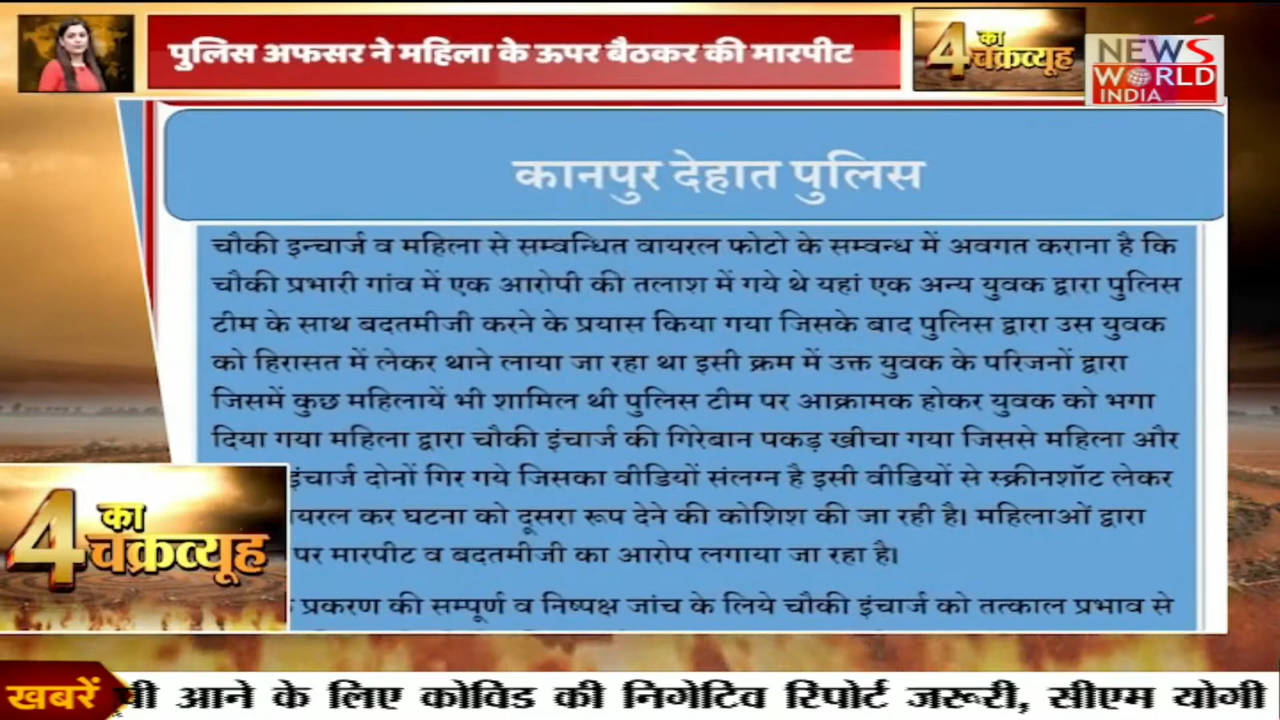 पुलिस अफसर ने महिला के ऊपर बैठकर की मारपीट
4 का चक्रव्यूह
NEWS
WORLD
INDIA
कानपुर देहात पुलिस
चौकी इन्चार्ज व महिला से सम्वन्धित वायरल फोटो के सम्वन्ध में अवगत कराना है कि
चौकी प्रभारी गांव में एक आरोपी की तलाश में गये थे यहां एक अन्य युवक द्वारा पुलिस
टीम के साथ बदतमीजी करने के प्रयास किया गया जिसके बाद पुलिस द्वारा उस युवक
को हिरासत में लेकर थाने लाया जा रहा था इसी क्रम में उक्त युवक के परिजनों द्वारा
जिसमें कुछ महिलायें भी शामिल थी पुलिस टीम पर आक्रामक होकर युवक को भगा
दिया गया महिला द्वारा चौकी इंचार्ज की गिरेबान पकड़ खीचा गया जिससे महिला और
इंचार्ज दोनों गिर गये जिसका वीडियों संलग्न है इसी वीडियों से स्क्रीनशॉट लेकर
कर घटना को दूसरा रूप देने की कोशिश की जा रही है। महिलाओं द्वारा
पर मारपीट व बदतमीजी का आरोप लगाया जा रहा है।
प्रकरण की सम्पूर्ण व निष्पक्ष जांच के लिये चौकी इंचार्ज को तत्काल प्रभाव से
4 का चक्रव्यूह
खबरें
आने के लिए कोविड की निगेटिव रिपोर्ट जरूरी, सीएम योगी